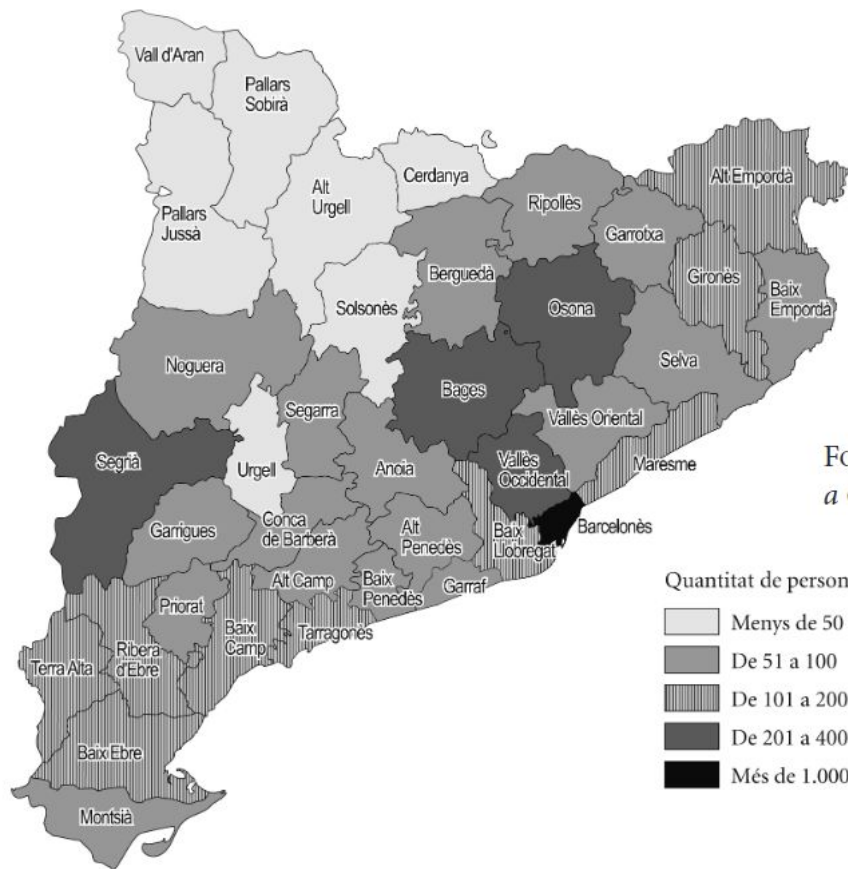 Vall d'Aran
Pallars
Sobirà
Pallars
Jussà
Alt
Urgell
Cerdanya
Ripollès
Alt Empordà
Garrotxa
Berguedà
Gironès
Baix
Empordà
Solsonès
Osona
Noguera
Bages
Selva
Segarra
Vallès Oriental
Segrià
Urgell
Anoia
Vallès
Occidental
Maresme
Garrigues
Conca
de Barberà
Alt
Penedès
Baix
Llobregat
Barcelonès
Alt Camp
Baix
Penedès
Garraf
Priorat
Baix
Camp
Tarragonès
Terra Alta
Ribera
d'Ebre
Baix Ebre
Montsià
a
Quantitat de person
Menys de 50
De 51 a 100
De 101 a 200
De 201 a 400
Més de 1.000